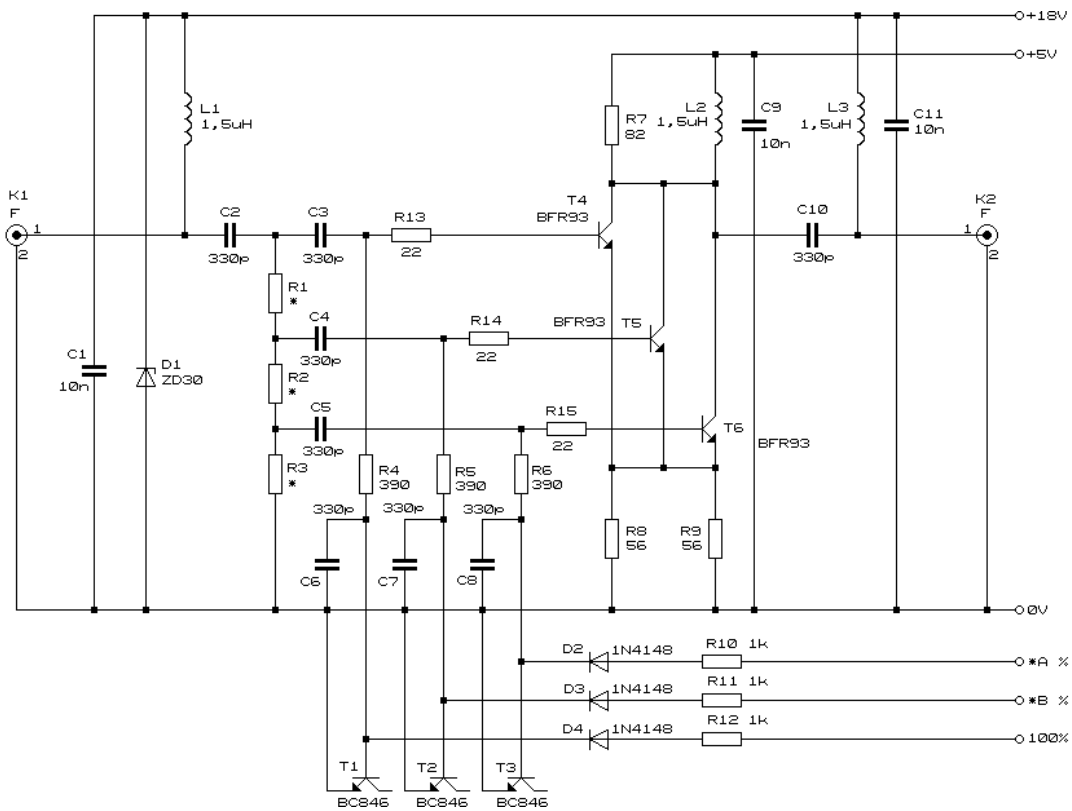 +18V
+5V
L1
1,5uH
R7
82
L2
1,5uH
C9
10n
L3
1,5uH
C11
10n
K1
F
1
2
C2
330p
C3
330p
R13
22
T4
BFR93
C10
330p
K2
F
1
2
R1
*
C4
330p
R14
22
BFR93
T5
C1
10n
D1
ZD30
R2
*
C5
330p
R15
22
T6
BFR93
R3
*
R4
390
R5
390
R6
390
330p
330p
330p
C6
C7
C8
R8
56
R9
56
0V
D2
1N4148
R10 1k
*A %
D3
1N4148
R11 1k
*B %
D4
1N4148
R12 1k
100%
T1
BC846
T2
BC846
T3
BC846